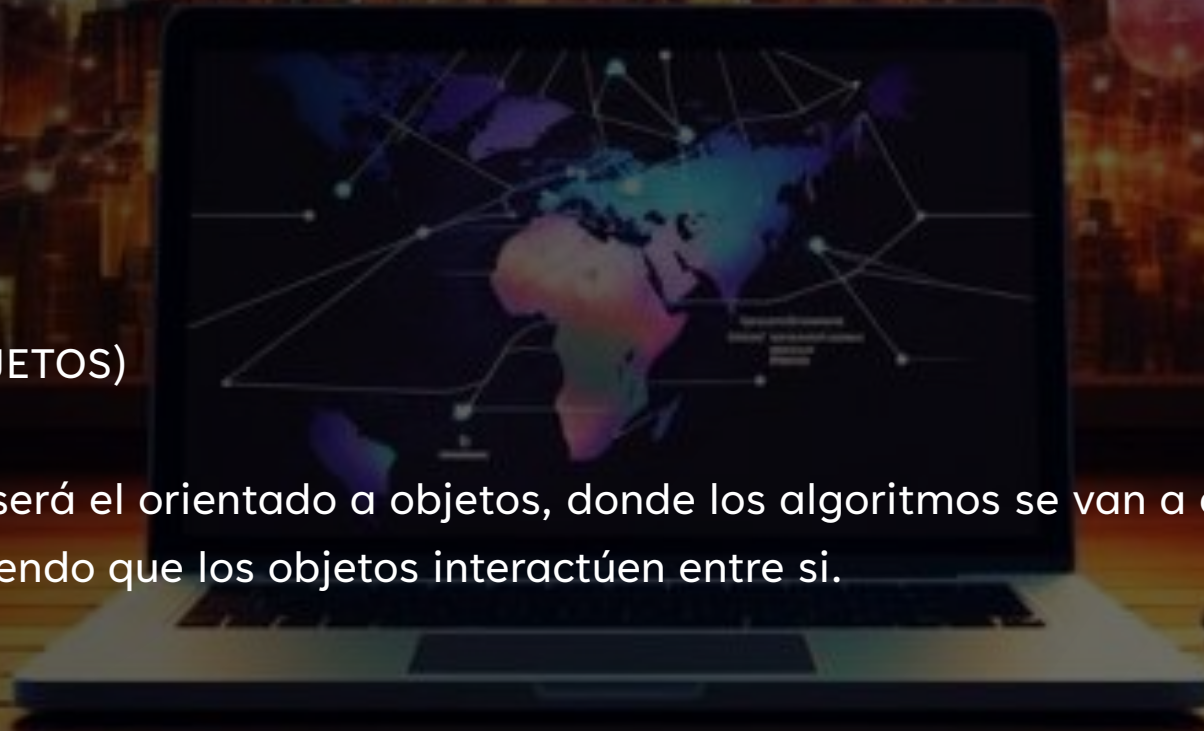 JETOS)
será el orientado a objetos, donde los algoritmos se van a
endo que los objetos interactúen entre si.